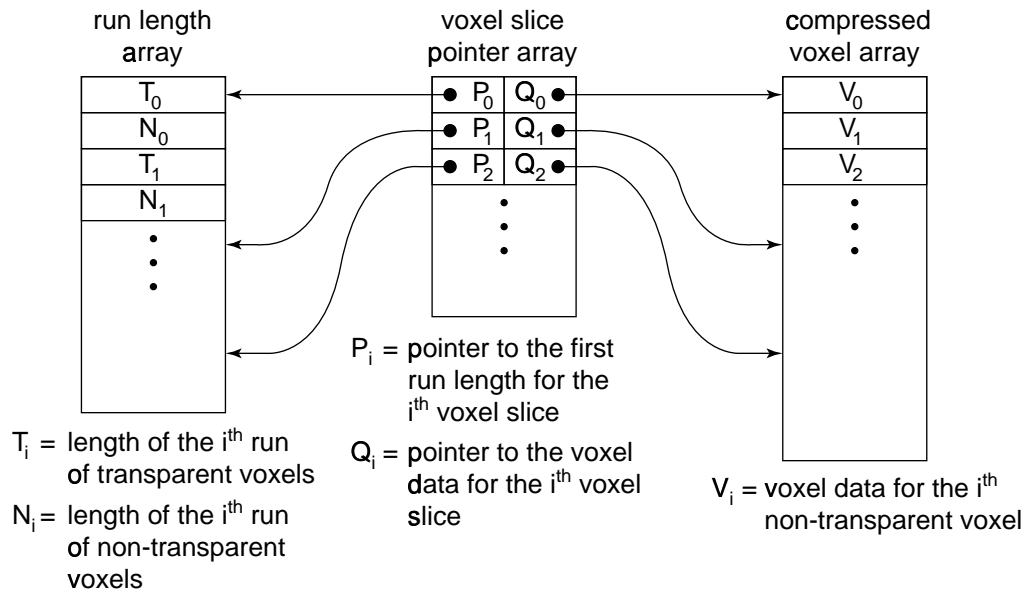 run length
array
T0
N0
T1
N1
voxel slice
pointer array
P0 Q0
P1 Q1
P2 Q2
compressed
voxel array
V0
V1
V2
Ti = length of the ith run
of transparent voxels
Ni = length of the ith run
of non-transparent
voxels
Pi = pointer to the first
run length for the
ith voxel slice
Qi = pointer to the voxel
data for the ith voxel
slice
Vi = voxel data for the ith
non-transparent voxel